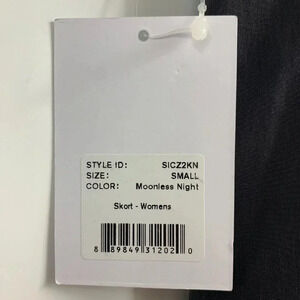 STYLE ID: SICZ2KN
SIZE: SMALL
COLOR: Moonless Night
Skort - Womens
8 89849 31202 0